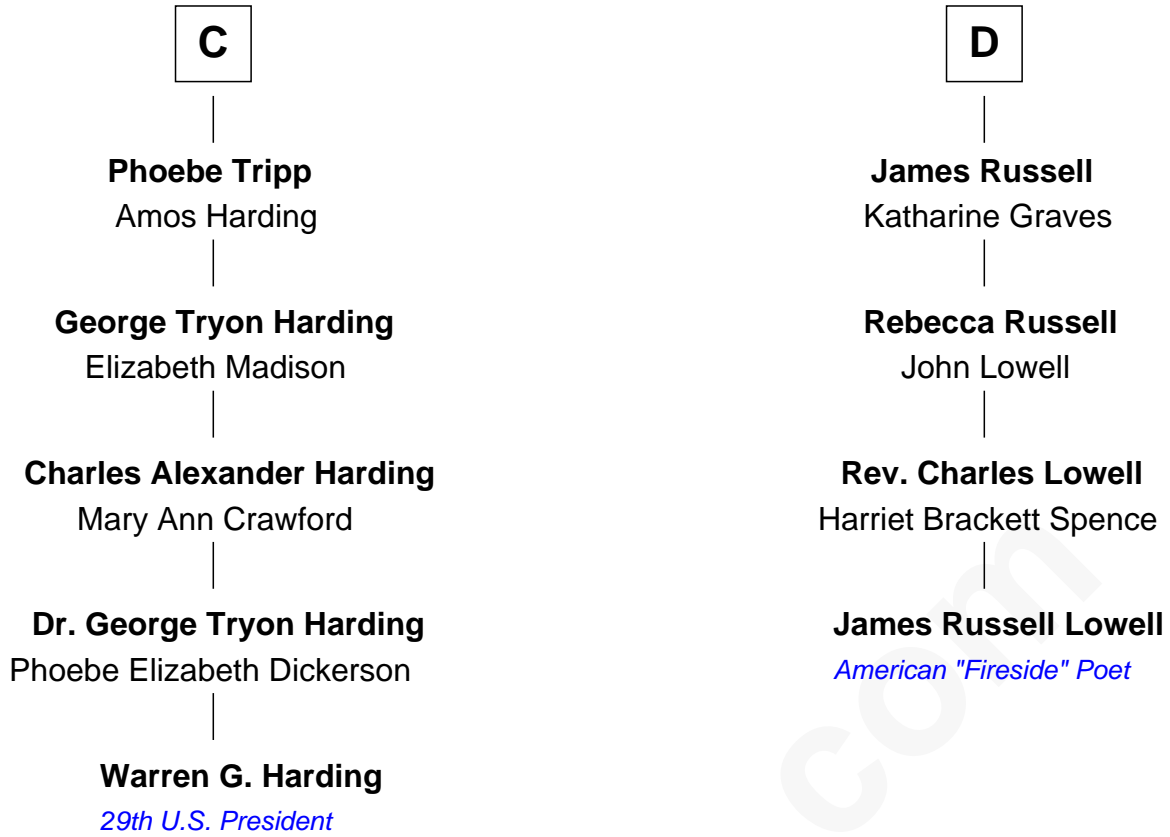 C
Phoebe Tripp
Amos Harding
George Tryon Harding
Elizabeth Madison
Charles Alexander Harding
Mary Ann Crawford
Dr. George Tryon Harding
Phoebe Elizabeth Dickerson
Warren G. Harding
29th U.S. President
D
James Russell
Katharine Graves
Rebecca Russell
John Lowell
Rev. Charles Lowell
Harriet Brackett Spence
James Russell Lowell
American "Fireside" Poet
com